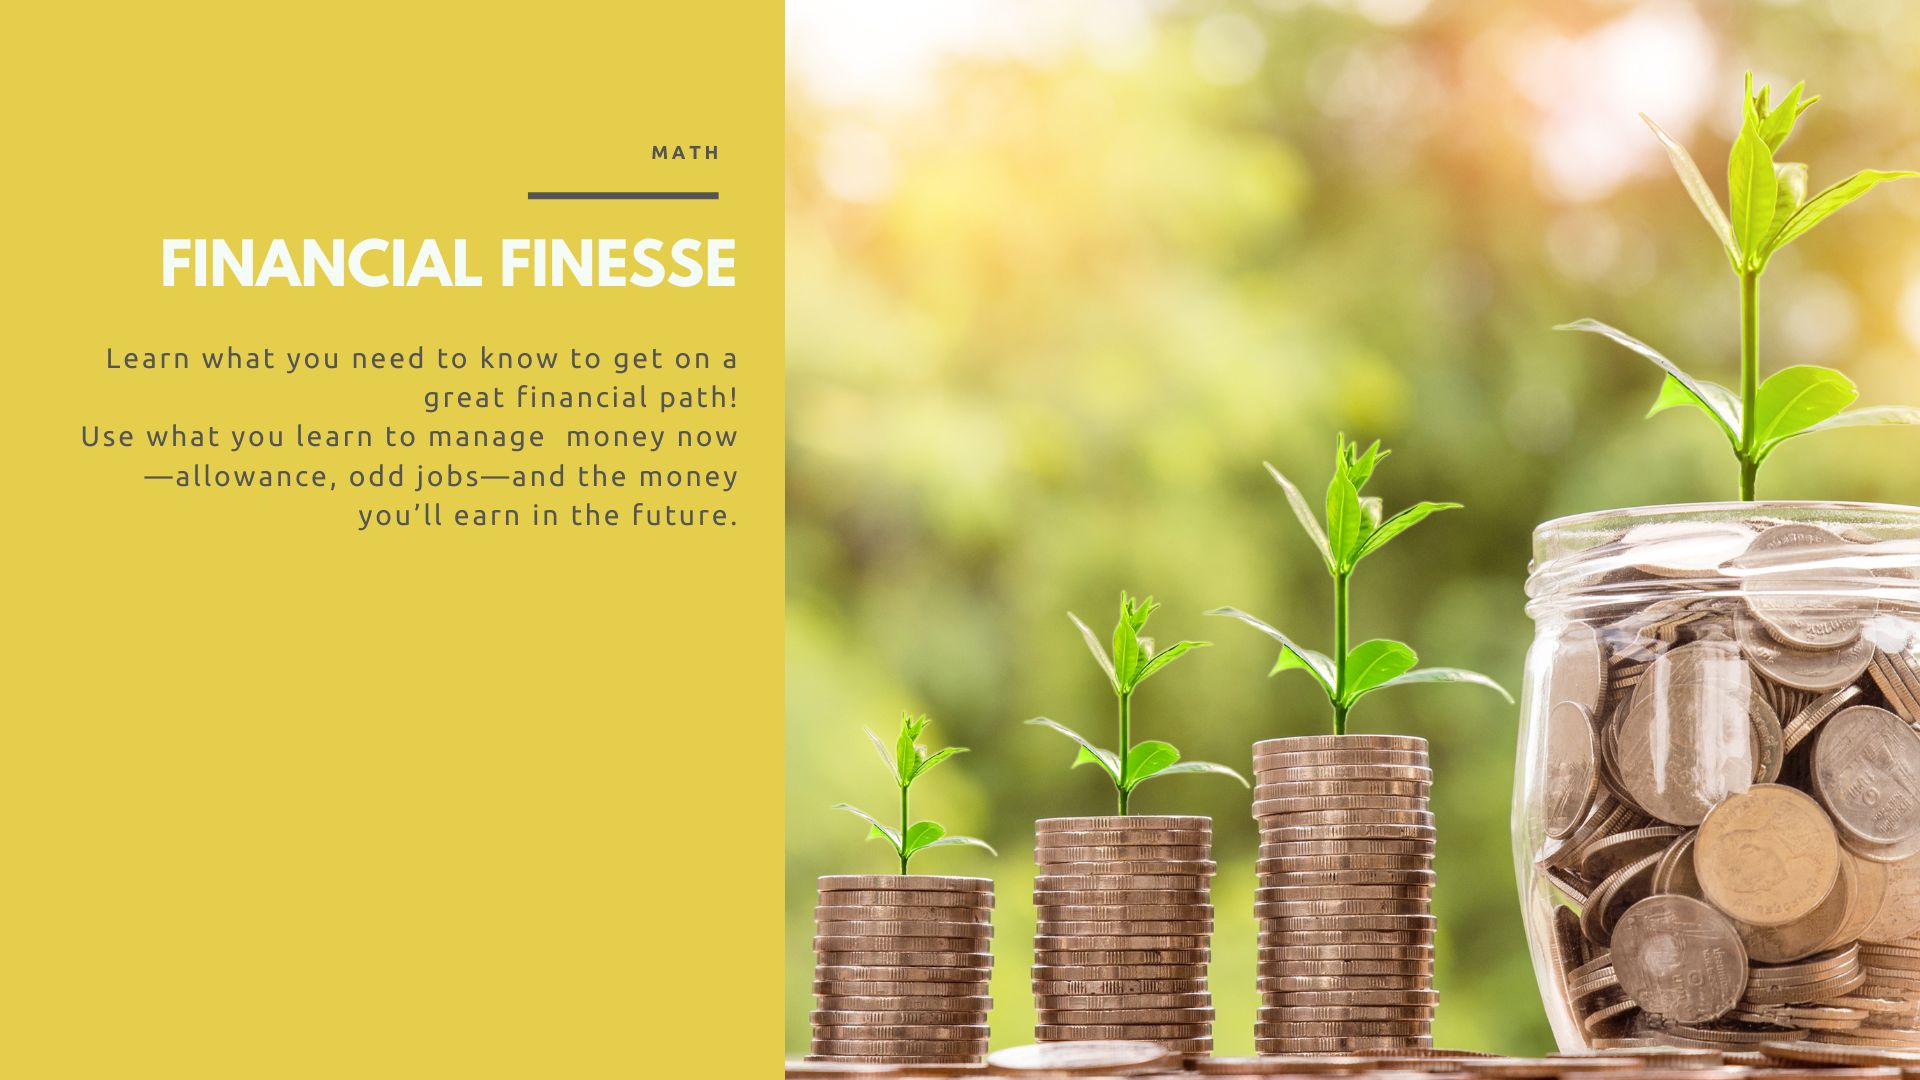 MATH
FINANCIAL FINESSE
Learn what you need to know to get on a
great financial path!
Use what you learn to manage  money now
—allowance, odd jobs—and the money
you’ll earn in the future.